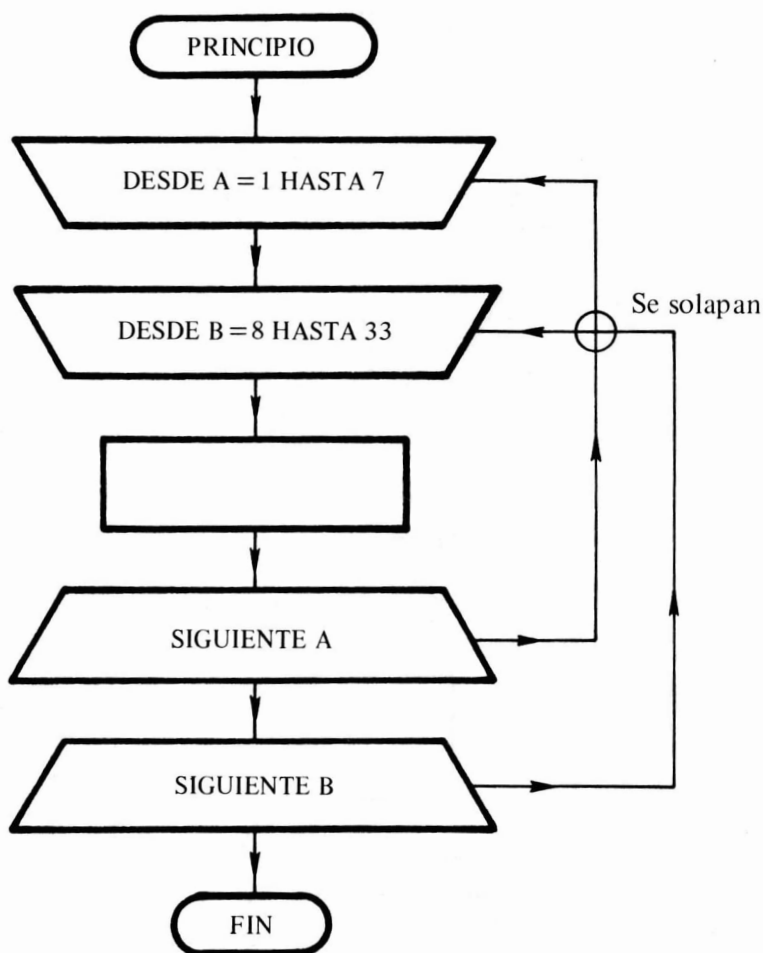 PRINCIPIO
DESDE A = 1 HASTA 7
DESDE B = 8 HASTA 33
Se solapan
SIGUIENTE A
SIGUIENTE B
FIN